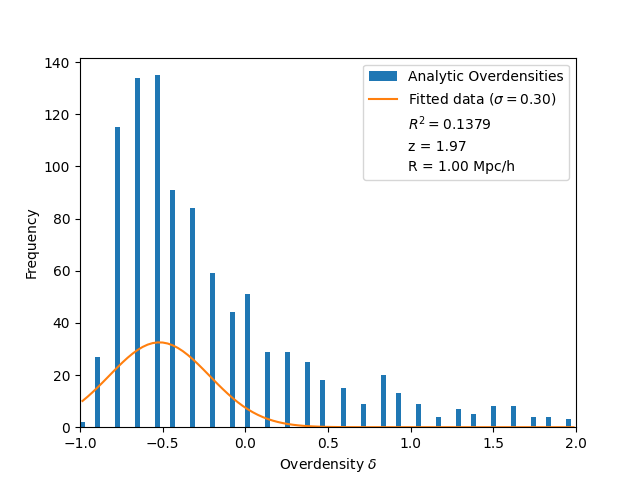 140
120
100
80
60
40
20
0
Frequency
−1.0 −0.5 0.0 0.5 1.0 1.5 2.0
Overdensity δ
Analytic Overdensities
Fitted data (σ = 0.30)
R² = 0.1379
z = 1.97
R = 1.00 Mpc/h